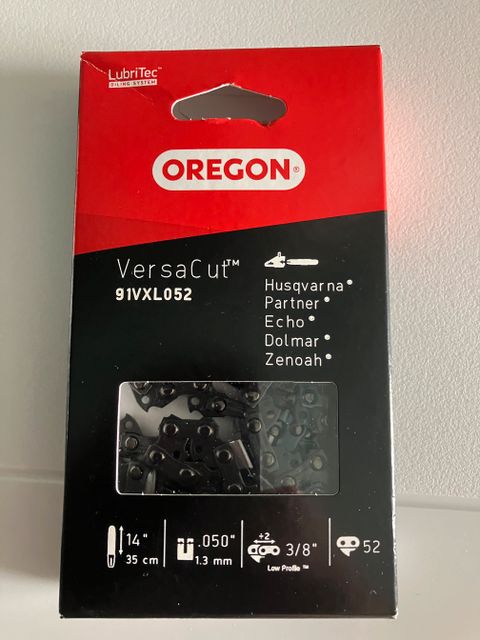 LubriTec™
OILING SYSTEM
OREGON®
VersaCut™
91VXL052
Husqvarna®
Partner®
Echo®
Dolmar®
Zenoah®
14" .050" +2 3/8" 52
35 cm 1.3 mm Low Profile™